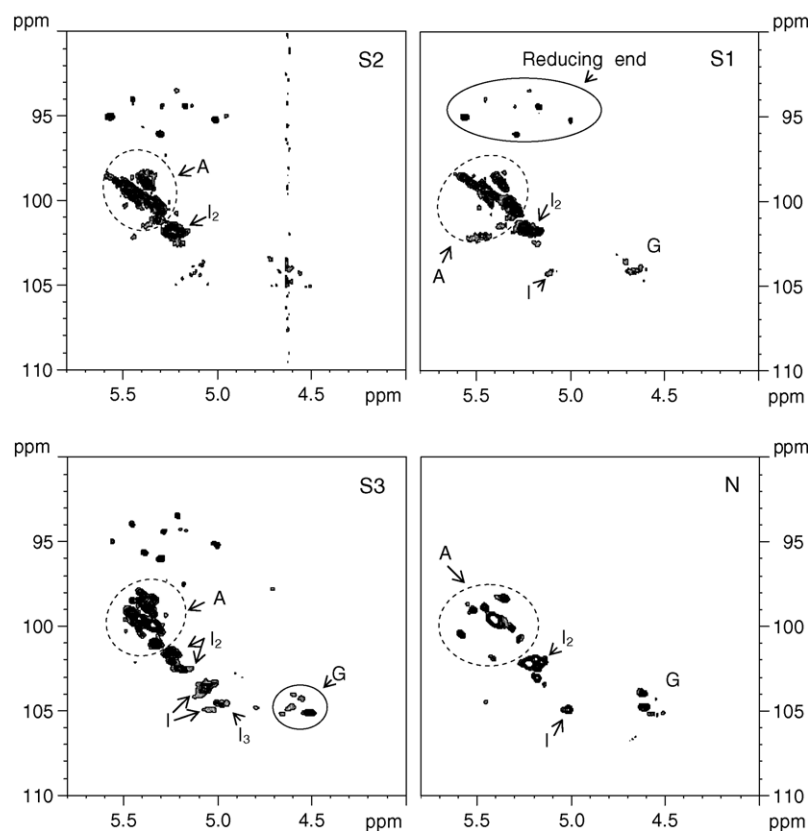 ppm
S2
A
I₂
95
100
105
110
5.5
5.0
4.5
ppm
ppm
Reducing end
S1
A
I₂
I
G
95
100
105
110
5.5
5.0
4.5
ppm
ppm
S3
A
I₂
I
I₃
G
95
100
105
110
5.5
5.0
4.5
ppm
ppm
N
A
I₂
I
G
95
100
105
110
5.5
5.0
4.5
ppm